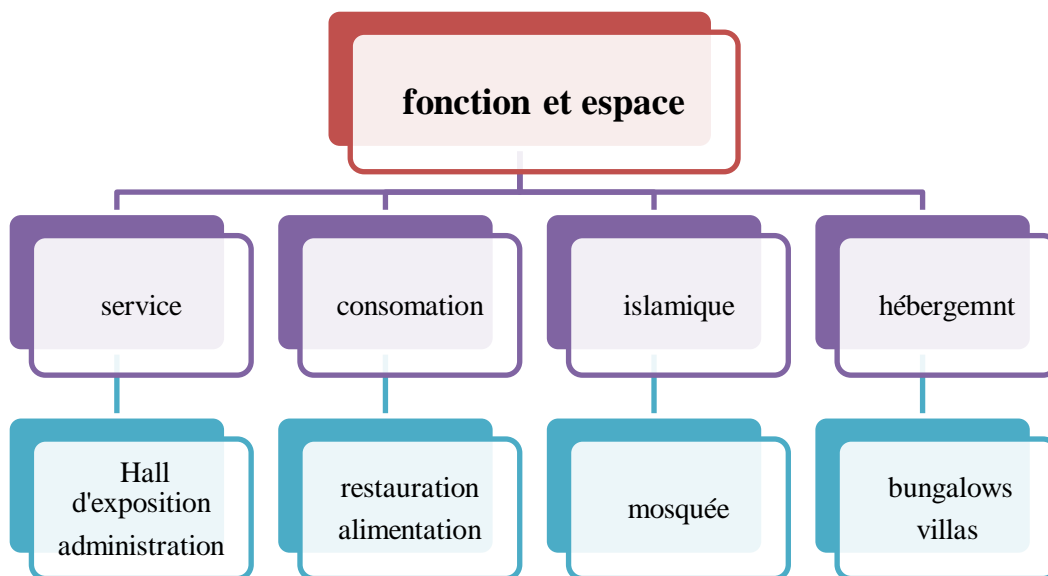 fonction et espace
service
consomation
islamique
hébergemnt
Hall
d'exposition
administration
restauration
alimentation
mosquée
bungalows
villas